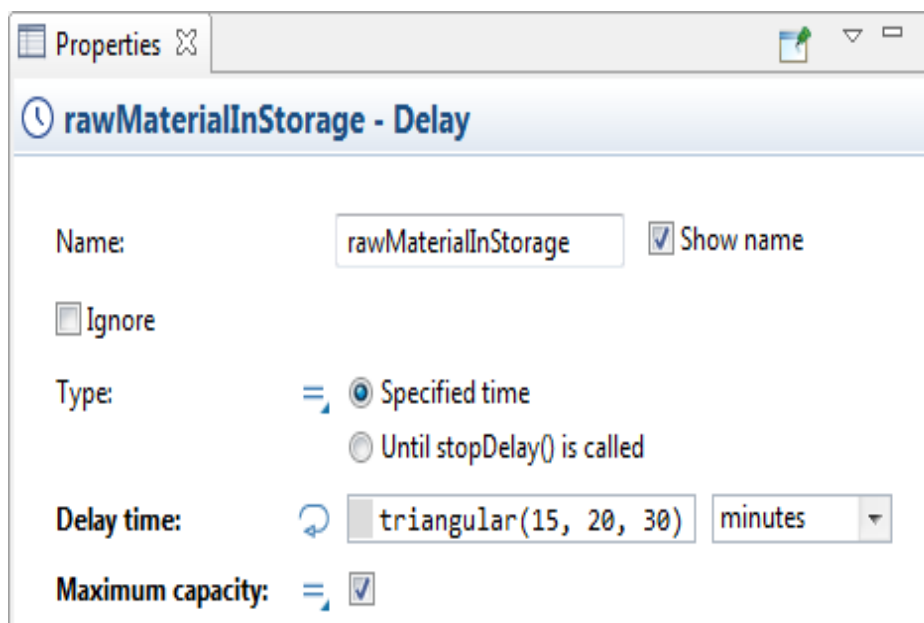 Properties
rawMaterialInStorage - Delay
Name: rawMaterialInStorage Show name
Ignore
Type: Specified time
Until stopDelay() is called
Delay time: triangular(15, 20, 30) minutes
Maximum capacity: